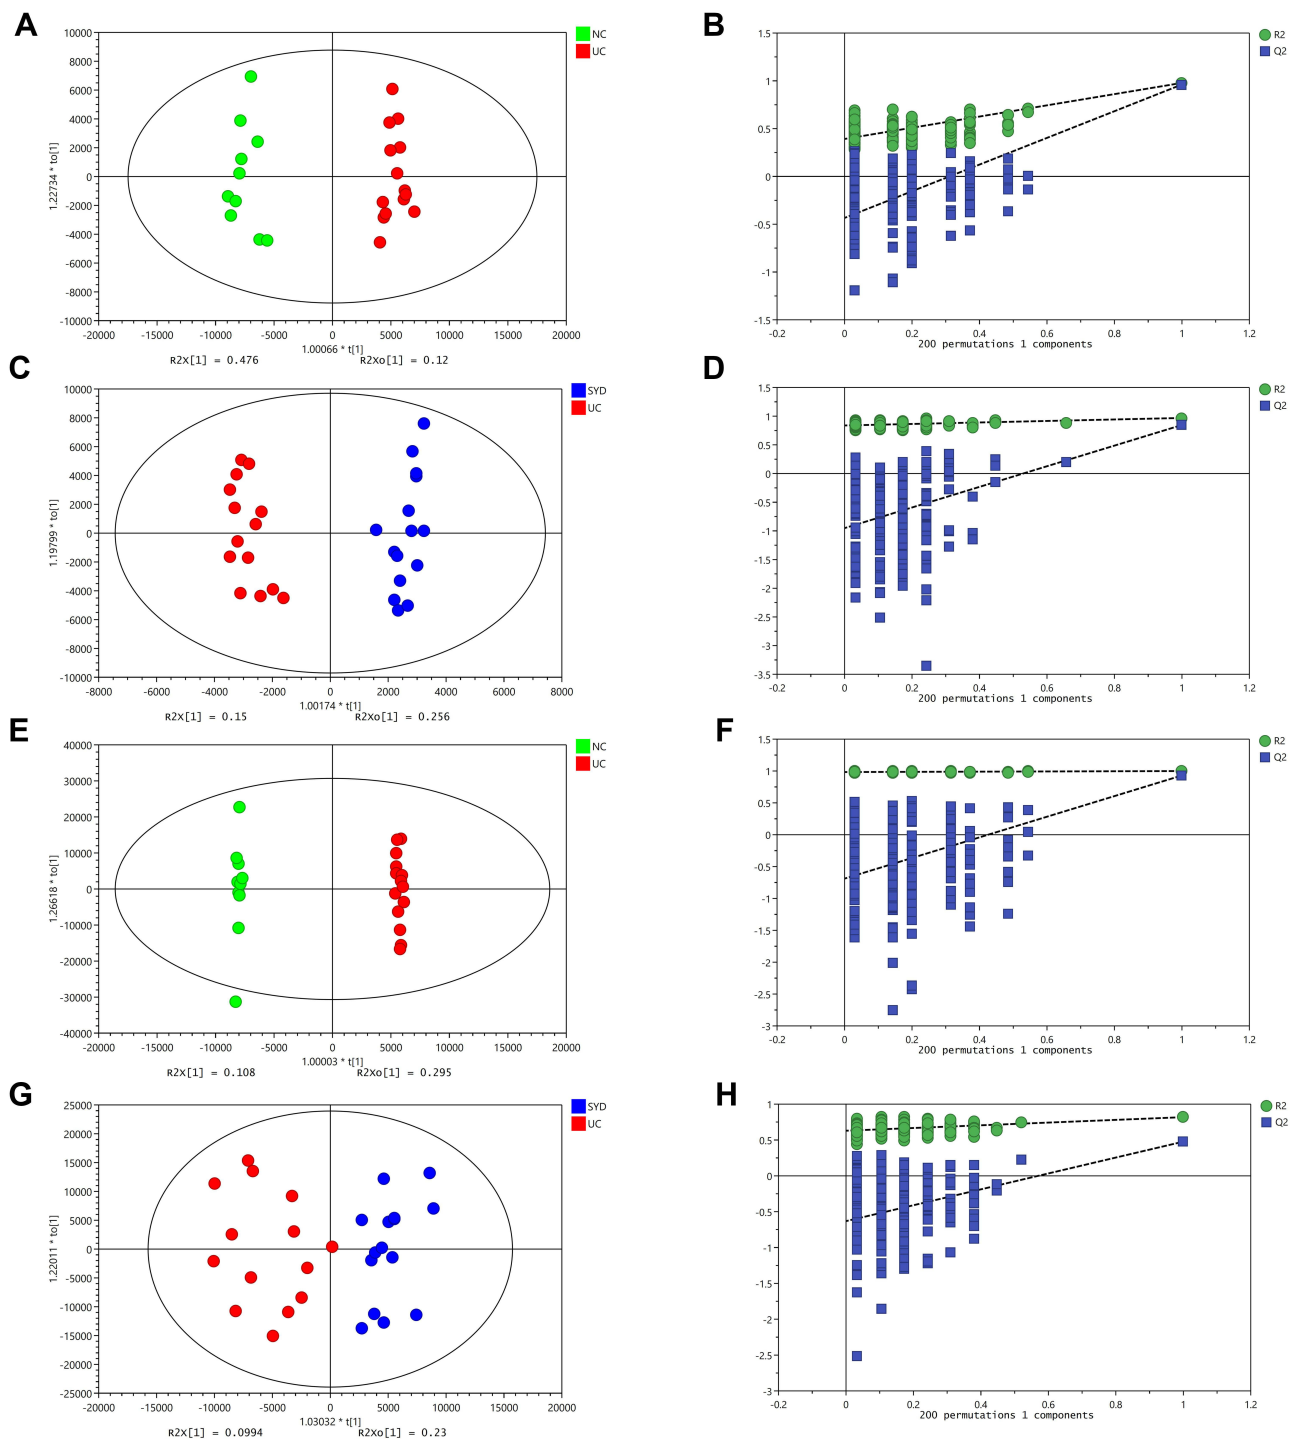 A
NC
UC
10000
8000
6000
4000
2000
0
-2000
-4000
-6000
-8000
-10000
1.22734 * to[1]
-20000 -15000 -10000 -5000 0 5000 10000 15000 20000
1.00066 * t[1]
R2X[1] = 0.476 R2Xo[1] = 0.12
B
R2
Q2
1.5
1
0.5
0
-0.5
-1
-1.5
-0.2 0 0.2 0.4 0.6 0.8 1 1.2
200 permutations 1 components
C
SYD
UC
10000
8000
6000
4000
2000
0
-2000
-4000
-6000
-8000
-10000
1.19799 * to[1]
-8000 -6000 -4000 -2000 0 2000 4000 6000 8000
1.00174 * t[1]
R2X[1] = 0.15 R2Xo[1] = 0.256
D
R2
Q2
1.5
1
0.5
0
-0.5
-1
-1.5
-2
-2.5
-3
-3.5
-0.2 0 0.2 0.4 0.6 0.8 1 1.2
200 permutations 1 components
E
NC
UC
40000
30000
20000
10000
0
-10000
-20000
-30000
-40000
1.26618 * to[1]
-20000 -15000 -10000 -5000 0 5000 10000 15000 20000
1.00003 * t[1]
R2X[1] = 0.108 R2Xo[1] = 0.295
F
R2
Q2
1.5
1
0.5
0
-0.5
-1
-1.5
-2
-2.5
-3
-0.2 0 0.2 0.4 0.6 0.8 1 1.2
200 permutations 1 components
G
SYD
UC
25000
20000
15000
10000
5000
0
-5000
-10000
-15000
-20000
-25000
1.22011 * to[1]
-20000 -15000 -10000 -5000 0 5000 10000 15000 20000
1.03032 * t[1]
R2X[1] = 0.0994 R2Xo[1] = 0.23
H
R2
Q2
1
0.5
0
-0.5
-1
-1.5
-2
-2.5
-3
-0.2 0 0.2 0.4 0.6 0.8 1 1.2
200 permutations 1 components